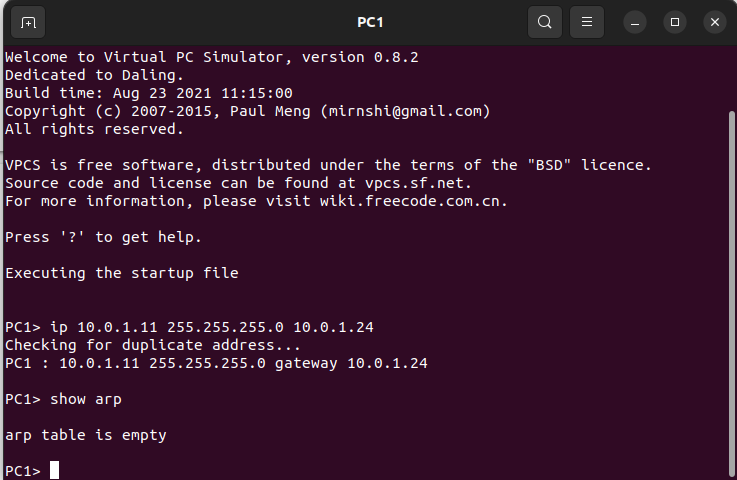 PC1
Welcome to Virtual PC Simulator, version 0.8.2
Dedicated to Daling.
Build time: Aug 23 2021 11:15:00
Copyright (c) 2007-2015, Paul Meng (mirnshi@gmail.com)
All rights reserved.
VPCS is free software, distributed under the terms of the "BSD" licence.
Source code and license can be found at vpcs.sf.net.
For more information, please visit wiki.freecode.com.cn.
Press '?' to get help.
Executing the startup file
PC1> ip 10.0.1.11 255.255.255.0 10.0.1.24
Checking for duplicate address...
PC1 : 10.0.1.11 255.255.255.0 gateway 10.0.1.24
PC1> show arp
arp table is empty
PC1>